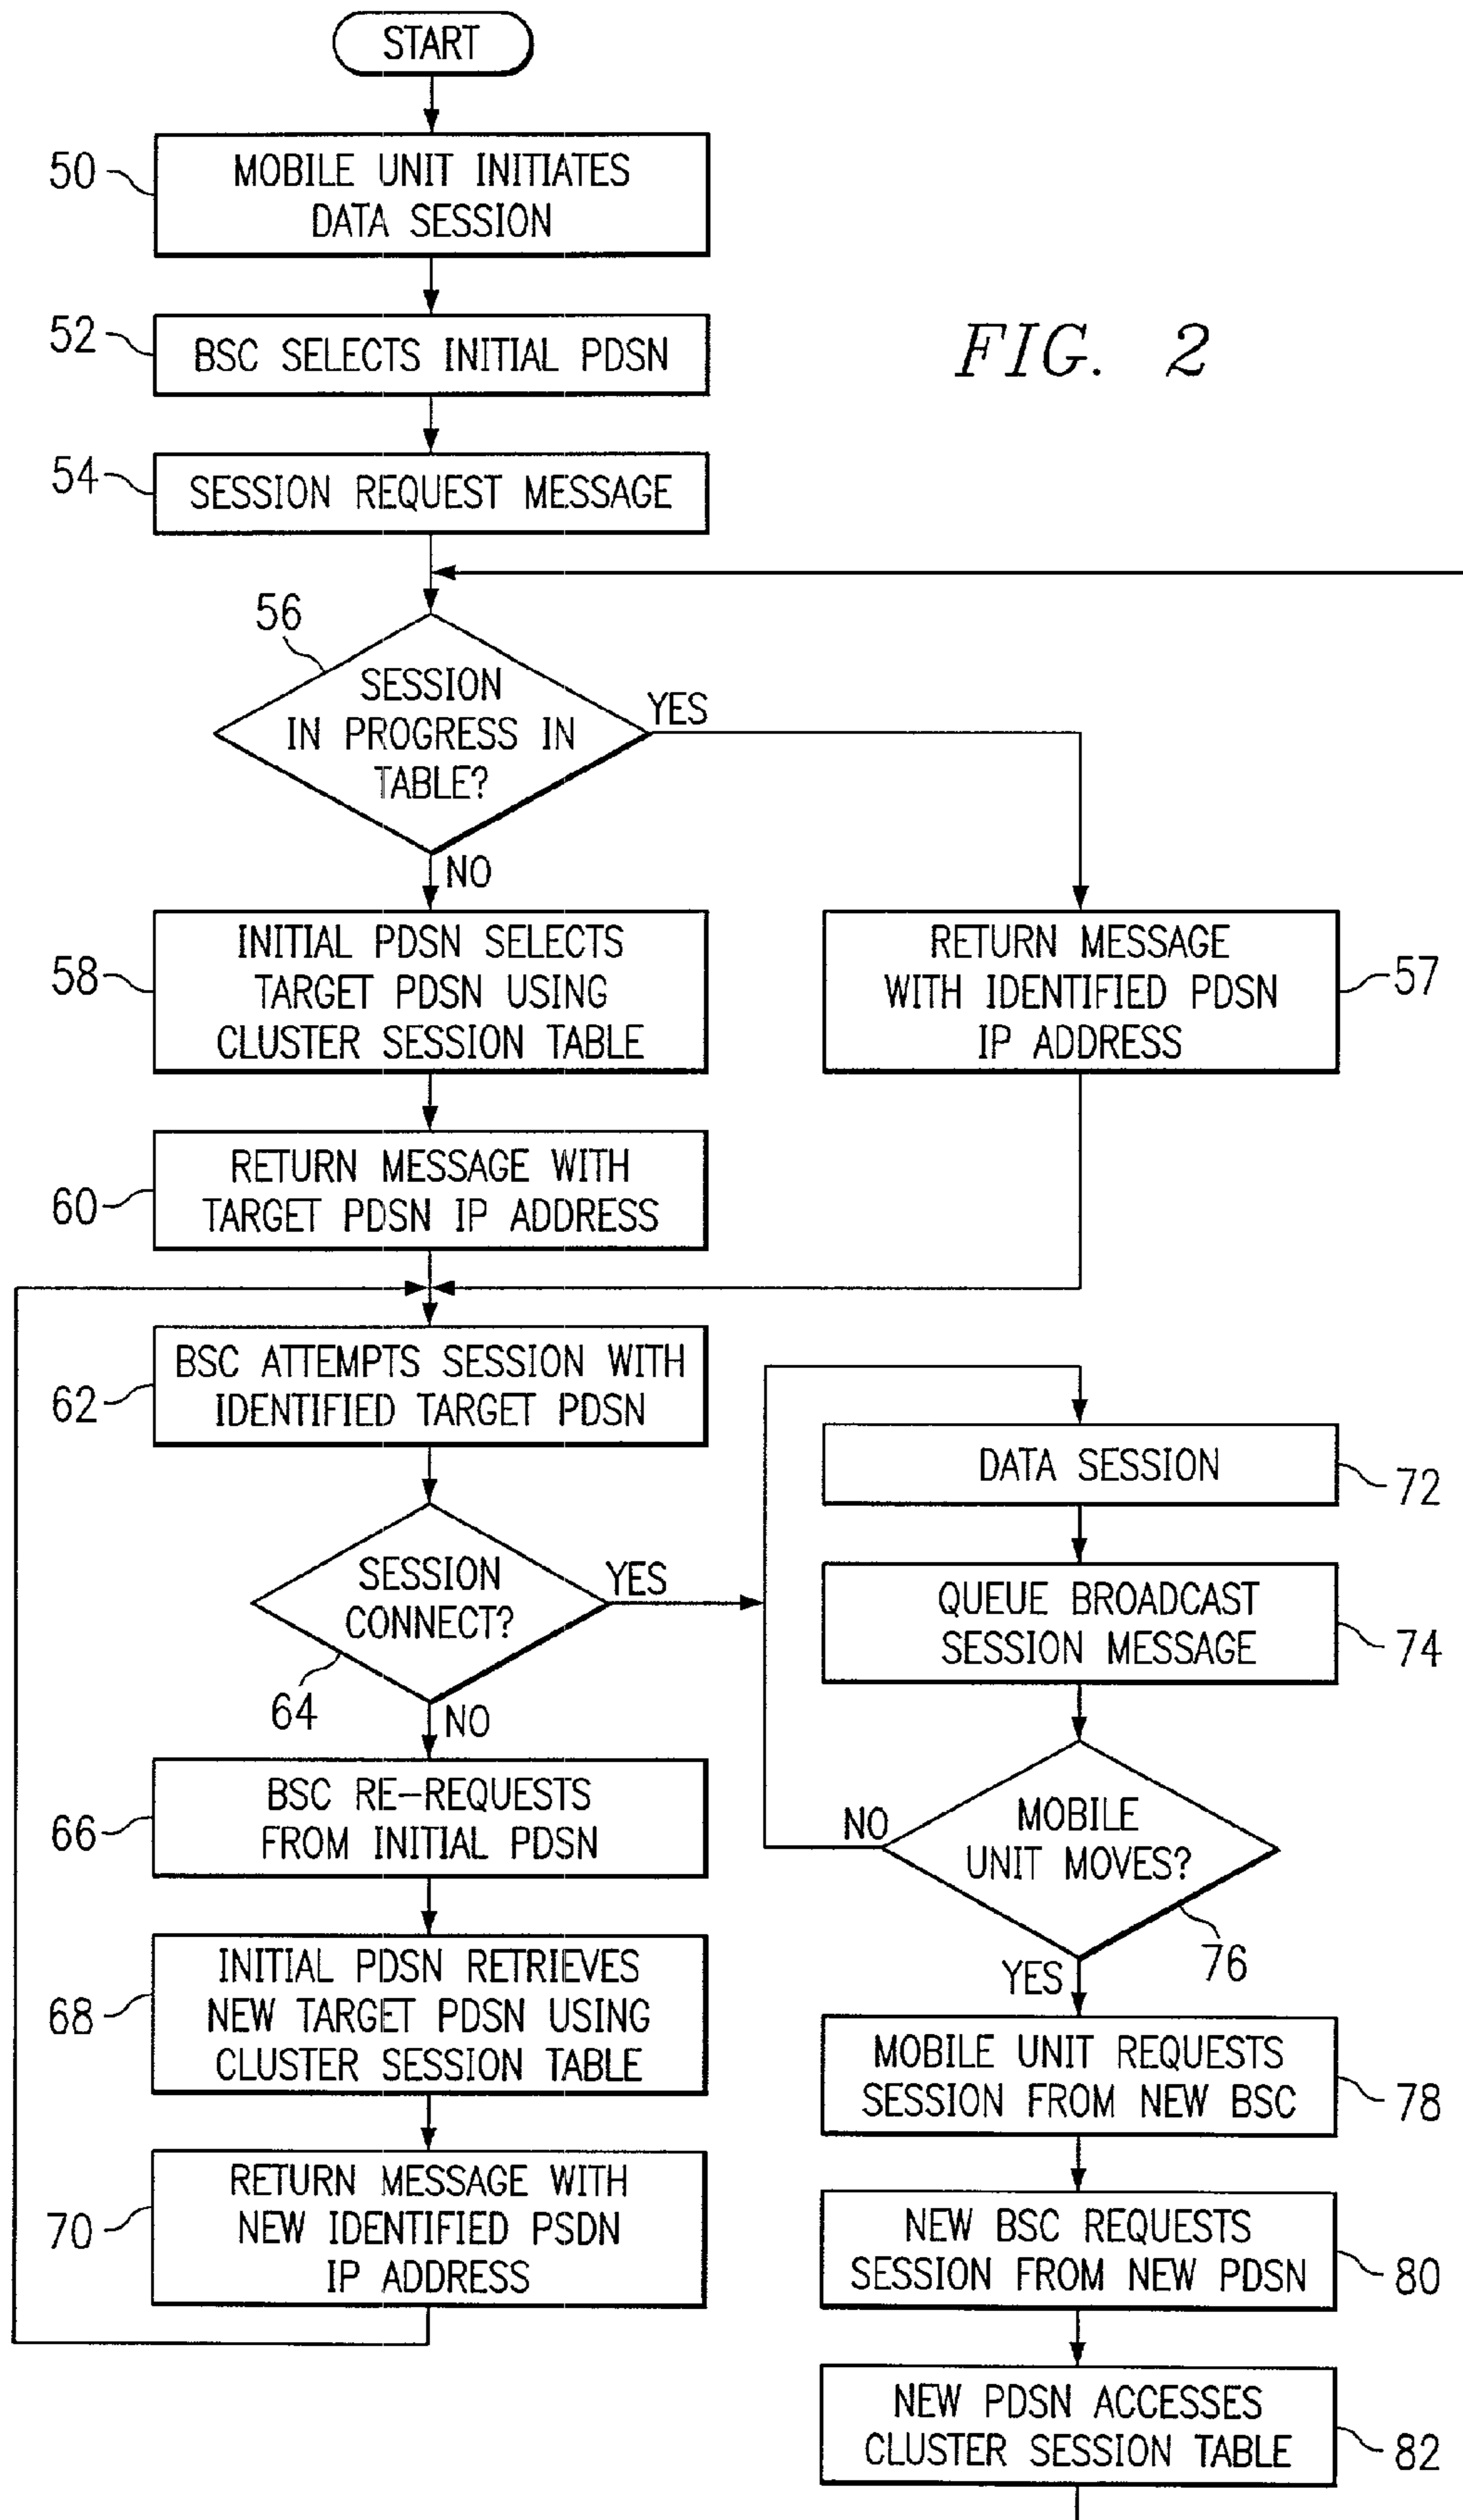 START
50
MOBILE UNIT INITIATES
DATA SESSION
52
BSC SELECTS INITIAL PDSN
FIG. 2
54
SESSION REQUEST MESSAGE
56
SESSION
IN PROGRESS IN
TABLE?
YES
NO
58
INITIAL PDSN SELECTS
TARGET PDSN USING
CLUSTER SESSION TABLE
RETURN MESSAGE
WITH IDENTIFIED PDSN
IP ADDRESS
57
60
RETURN MESSAGE WITH
TARGET PDSN IP ADDRESS
62
BSC ATTEMPTS SESSION WITH
IDENTIFIED TARGET PDSN
64
SESSION
CONNECT?
YES
NO
66
BSC RE-REQUESTS
FROM INITIAL PDSN
68
INITIAL PDSN RETRIEVES
NEW TARGET PDSN USING
CLUSTER SESSION TABLE
70
RETURN MESSAGE WITH
NEW IDENTIFIED PSDN
IP ADDRESS
DATA SESSION
72
QUEUE BROADCAST
SESSION MESSAGE
74
MOBILE
UNIT MOVES?
NO
76
YES
MOBILE UNIT REQUESTS
SESSION FROM NEW BSC
78
NEW BSC REQUESTS
SESSION FROM NEW PDSN
80
NEW PDSN ACCESSES
CLUSTER SESSION TABLE
82